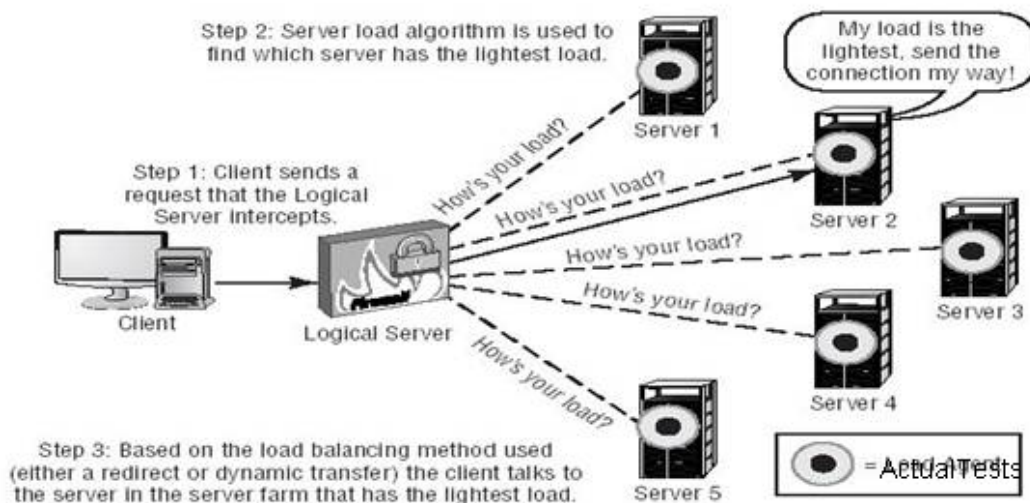 Step 2: Server load algorithm is used to
find which server has the lightest load.
My load is the
lightest, send the
connection my way!
Server 1
How's your load?
Step 1: Client sends a
request that the Logical
Server intercepts.
How's your load?
Server 2
How's your load?
Server 3
How's your load?
Firewall
Client
Logical Server
How's your load?
Server 4
Step 3: Based on the load balancing method used
(either a redirect or dynamic transfer) the client talks to
the server in the server farm that has the lightest load.
Server 5
= Load Agent
ActualTests